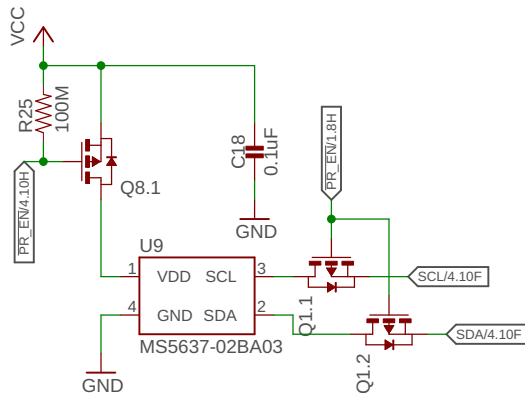 VCC
R25
100M
PR_EN/4.10H
Q8.1
C18
0.1uF
GND
PR_EN/1.8H
U9
1
VDD
SCL
3
4
GND
SDA
2
MS5637-02BA03
GND
Q1.1
SCL/4.10F
Q1.2
SDA/4.10F